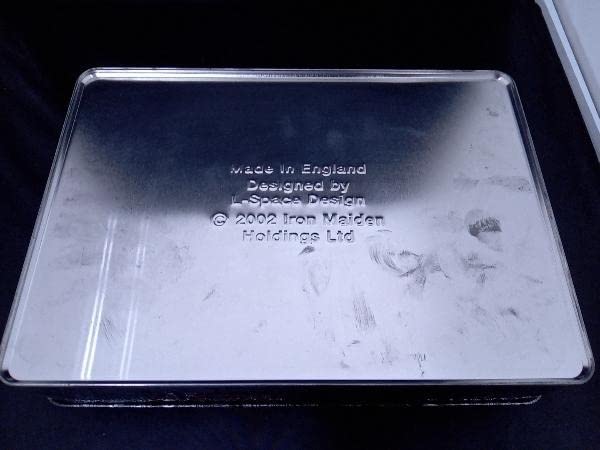 Made In England
Designed by
L-Space Design
© 2002 Iron Maiden
Holdings Ltd